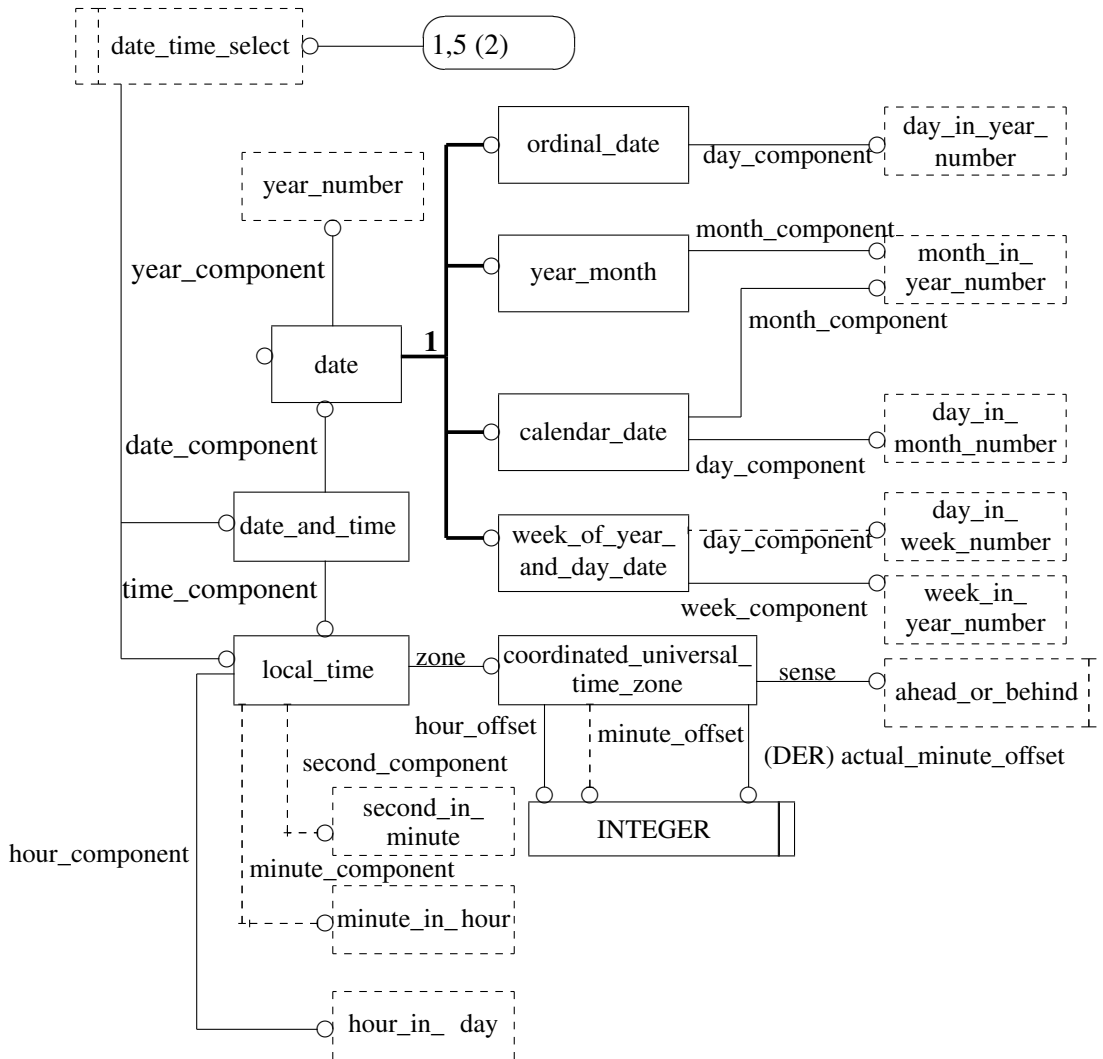 date_time_select
1,5 (2)
ordinal_date
day_component
day_in_year_
number
year_number
year_component
month_component
year_month
month_in_
year_number
month_component
date
1
date_component
calendar_date
day_component
day_in_
month_number
date_and_time
time_component
week_of_year_
and_day_date
day_component
day_in_
week_number
week_component
week_in_
year_number
local_time
zone
coordinated_universal_
time_zone
sense
ahead_or_behind
hour_offset
minute_offset
(DER) actual_minute_offset
second_component
second_in_
minute
INTEGER
hour_component
minute_component
minute_in_hour
hour_in_ day